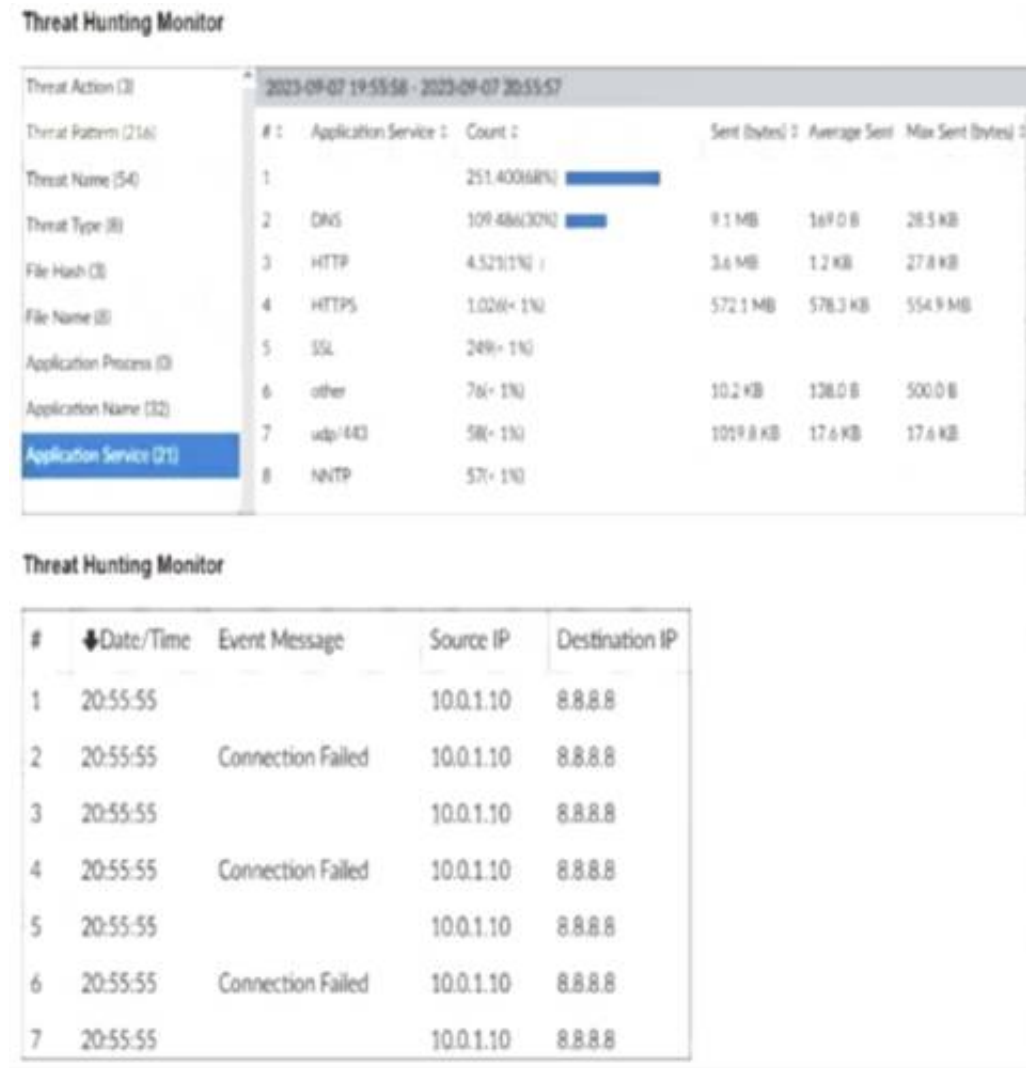 Threat Hunting Monitor
Threat Action (3)
Threat Pattern (216)
Threat Name (54)
Threat Type (8)
File Hash (3)
File Name (8)
Application Process (0)
Application Name (32)
Application Service (21)
2023-09-07 19:55:58 - 2023-09-07 20:55:57
# Application Service Count Sent (bytes) Average Sent Max Sent (bytes)
1 251,400(68%)
2 DNS 109,486(30%) 9.1 MB 169.0 B 28.5 KB
3 HTTP 4,521(1%) 3.6 MB 1.2 KB 27.8 KB
4 HTTPS 1,026(< 1%) 572.1 MB 578.3 KB 554.9 MB
5 SSL 249(< 1%)
6 other 76(< 1%) 10.2 KB 138.0 B 500.0 B
7 udp/443 58(< 1%) 1019.8 KB 17.6 KB 17.6 KB
8 NNTP 57(< 1%)
Threat Hunting Monitor
# Date/Time Event Message Source IP Destination IP
1 20:55:55 10.0.1.10 8.8.8.8
2 20:55:55 Connection Failed 10.0.1.10 8.8.8.8
3 20:55:55 10.0.1.10 8.8.8.8
4 20:55:55 Connection Failed 10.0.1.10 8.8.8.8
5 20:55:55 10.0.1.10 8.8.8.8
6 20:55:55 Connection Failed 10.0.1.10 8.8.8.8
7 20:55:55 10.0.1.10 8.8.8.8